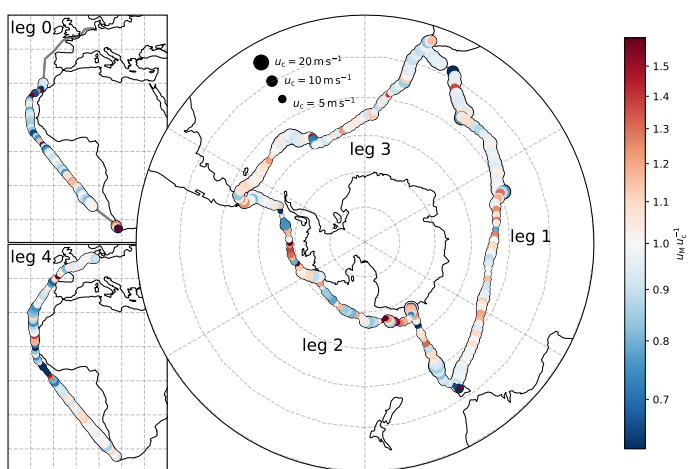 leg 0
u_c = 20 m s⁻¹
u_c = 10 m s⁻¹
u_c = 5 m s⁻¹
leg 3
leg 1
leg 4
leg 2
1.5
1.4
1.3
1.2
1.1
1.0
0.9
0.8
0.7
u_M u_c⁻¹